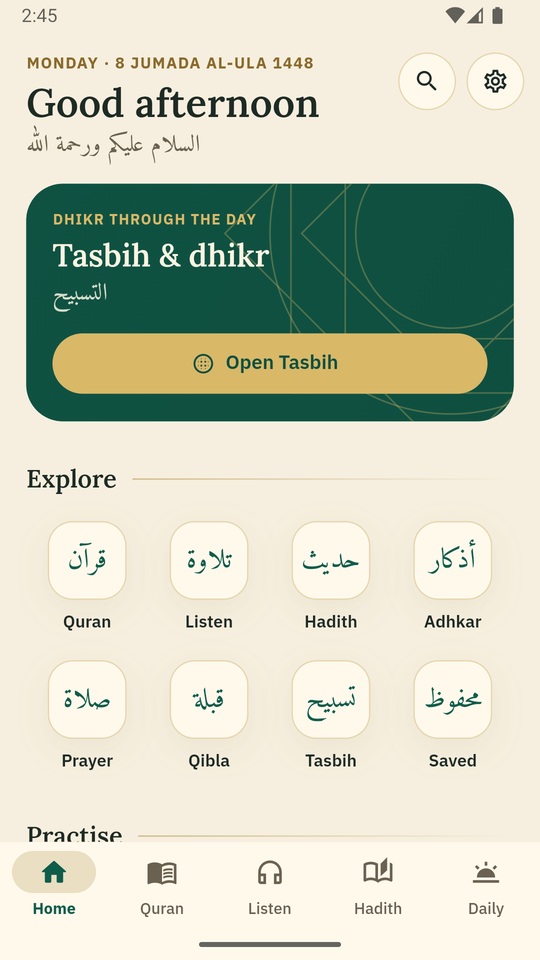 2:45
MONDAY · 8 JUMADA AL-ULA 1448
Good afternoon
السلام عليكم ورحمة الله
DHIKR THROUGH THE DAY
Tasbih & dhikr
التسبيح
Open Tasbih
Explore
قرآن
تلاوة
حديث
أذكار
Quran
Listen
Hadith
Adhkar
صلاة
قبلة
تسبيح
محفوظ
Prayer
Qibla
Tasbih
Saved
Practise
Home
Quran
Listen
Hadith
Daily